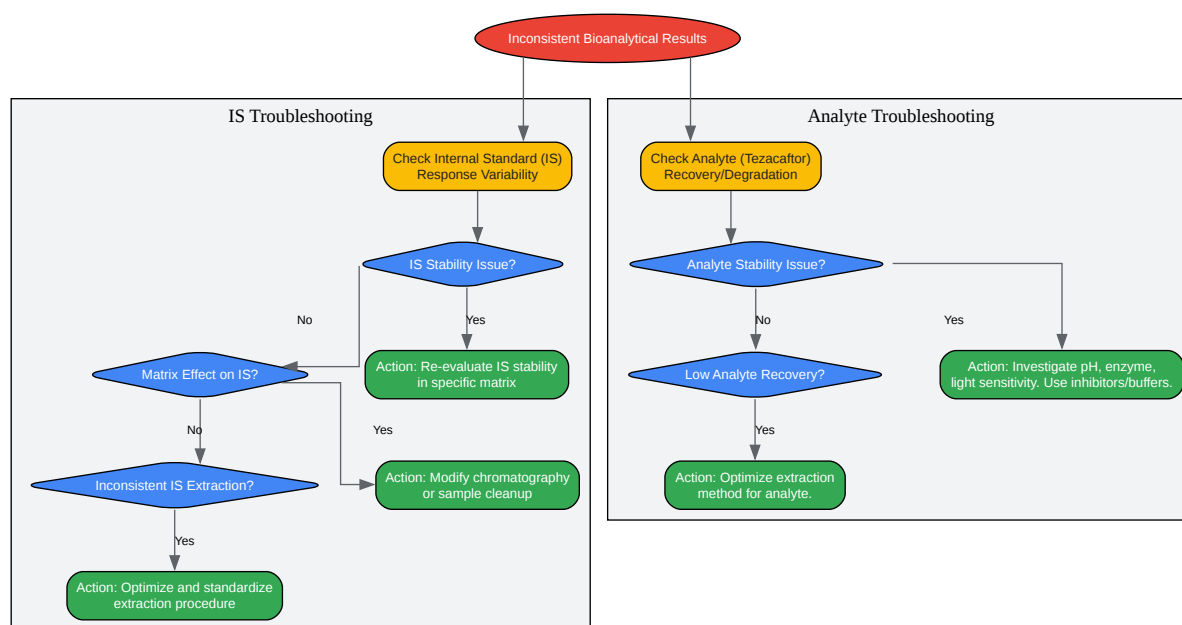 Inconsistent Bioanalytical Results
IS Troubleshooting
Check Internal Standard (IS)
Response Variability
IS Stability Issue?
No
Yes
Matrix Effect on IS?
Action: Re-evaluate IS stability
in specific matrix
No
Yes
Inconsistent IS Extraction?
Action: Modify chromatography
or sample cleanup
Yes
Action: Optimize and standardize
extraction procedure
Analyte Troubleshooting
Check Analyte (Tezacaftor)
Recovery/Degradation
Analyte Stability Issue?
No
Yes
Low Analyte Recovery?
Action: Investigate pH, enzyme,
light sensitivity. Use inhibitors/buffers.
Yes
Action: Optimize extraction
method for analyte.